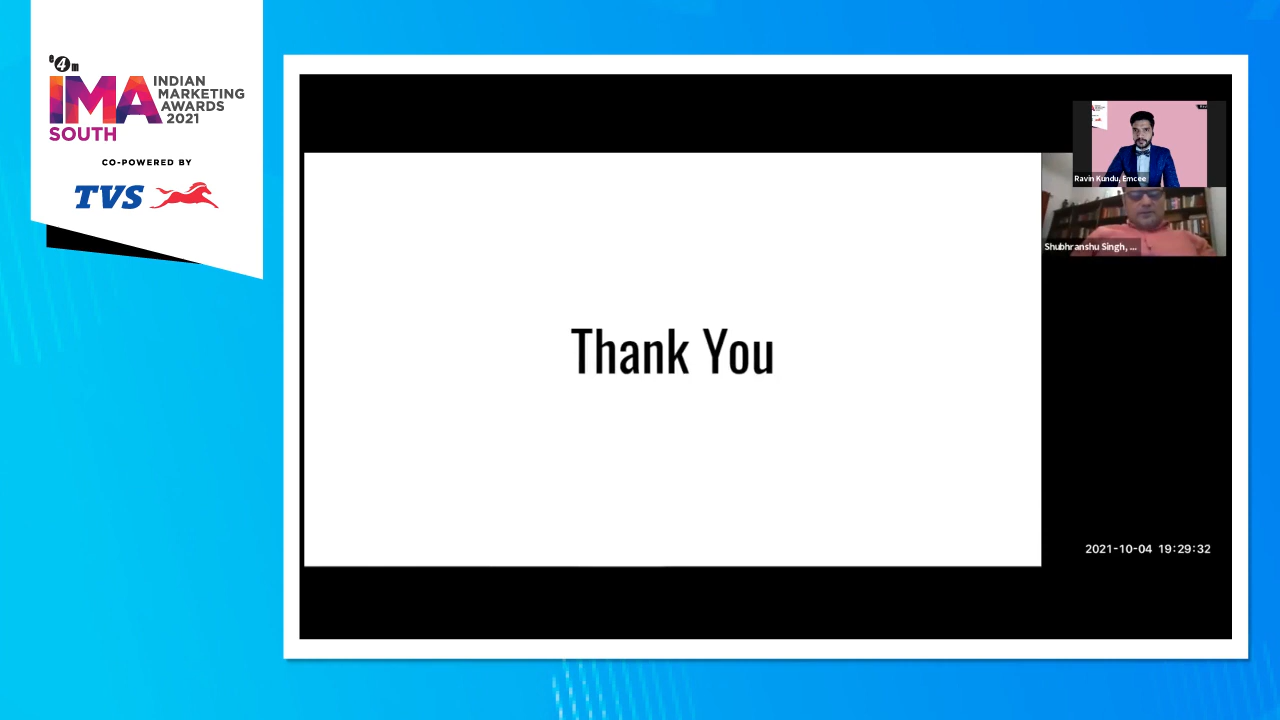 e4m
IMA
INDIAN
MARKETING
AWARDS
2021
SOUTH
CO-POWERED BY
TVS
Thank You
Ravin Kundu, Emcee
Shubhranshu Singh, ...
2021-10-04 19:29:32